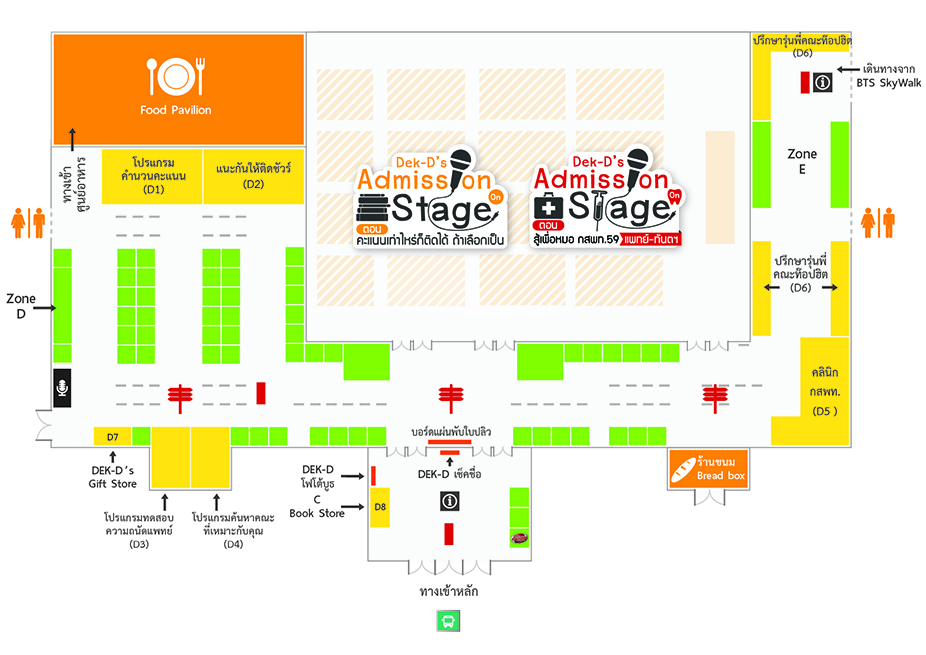 Food Pavilion
ปรึกษารุ่นพี่คณะท๊อปฮิต
(D6)
เดินทางจาก
BTS SkyWalk
ทางเข้า
ศูนย์อาหาร
โปรแกรม
คำนวนคะแนน
(D1)
แนะกันให้ติดชัวร์
(D2)
Zone
E
Dek-D's
Admission
Stage
On
ตอน
คะแนนเท่าไหร่ก็ติดได้ ถ้าเลือกเป็น
Dek-D's
Admission
Stage
On
ตอน
สู้เพื่อหมอ กสพท.59 แพทย์-ทันตฯ
ปรึกษารุ่นพี่
คณะท๊อปฮิต
(D6)
Zone
D
คลินิก
กสพท.
(D5)
บอร์ดแผ่นพับใบปลิว
D7
DEK-D's
Gift Store
DEK-D
โฟโต้บูธ
C
Book Store
DEK-D เช็คชื่อ
D8
ร้านขนม
Bread box
โปรแกรมทดสอบ
ความถนัดแพทย์
(D3)
โปรแกรมค้นหาคณะ
ที่เหมาะกับคุณ
(D4)
ทางเข้าหลัก